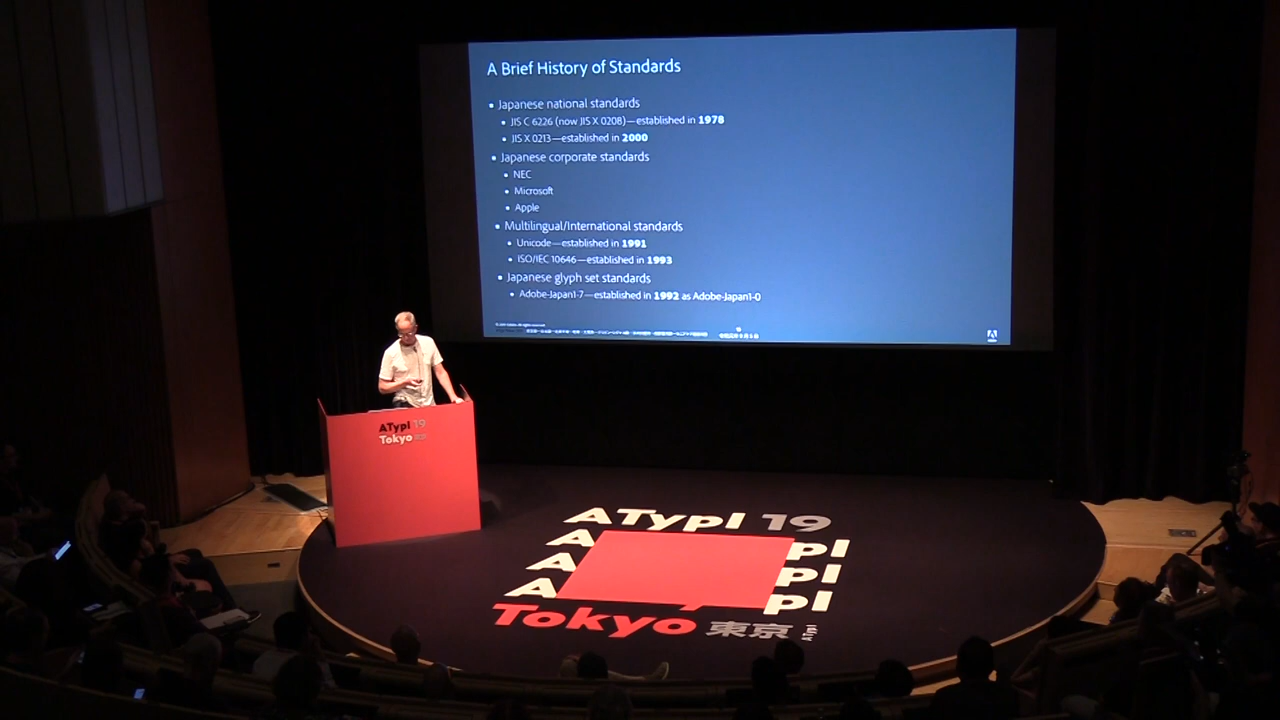 A Brief History of Standards
• Japanese national standards
• JIS C 6226 (now JIS X 0208)—established in 1978
• JIS X 0213—established in 2000
• Japanese corporate standards
• NEC
• Microsoft
• Apple
• Multilingual/International standards
• Unicode—established in 1991
• ISO/IEC 10646—established in 1993
• Japanese glyph set standards
• Adobe-Japan1-7—established in 1992 as Adobe-Japan1-0
ATypI 19
Tokyo 東京
ATypI 19
A pI
A pI
A pI
Tokyo 東京 ATypI